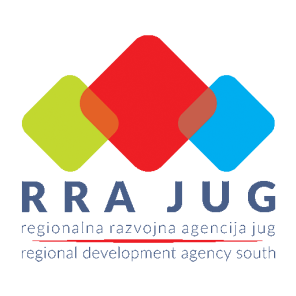 RRA JUG
regionalna razvojna agencija jug
regional development agency south